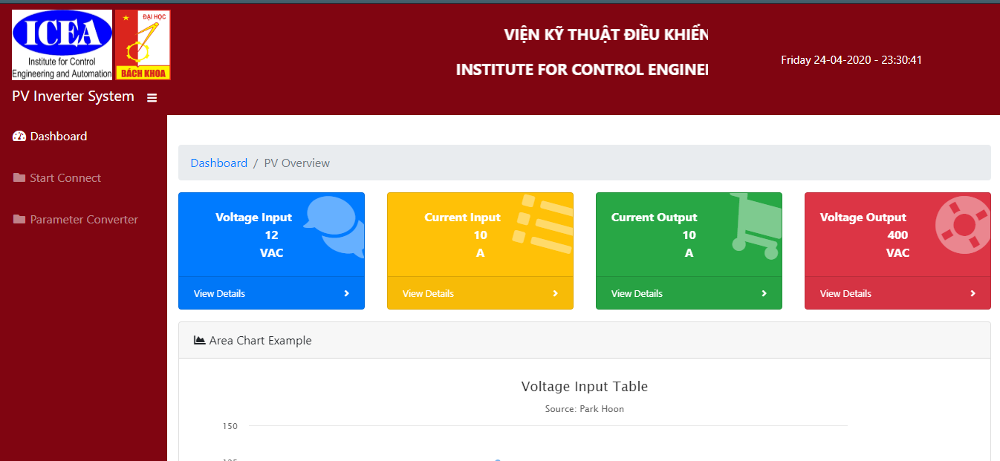 ICEA
Institute for Control
Engineering and Automation
ĐẠI HỌC
BÁCH KHOA
VIỆN KỸ THUẬT ĐIỀU KHIỂN
INSTITUTE FOR CONTROL ENGINEE
Friday 24-04-2020 - 23:30:41
PV Inverter System
Dashboard
Start Connect
Parameter Converter
Dashboard / PV Overview
Voltage Input
12
VAC
View Details
Current Input
10
A
View Details
Current Output
10
A
View Details
Voltage Output
400
VAC
View Details
Area Chart Example
Voltage Input Table
Source: Park Hoon
150